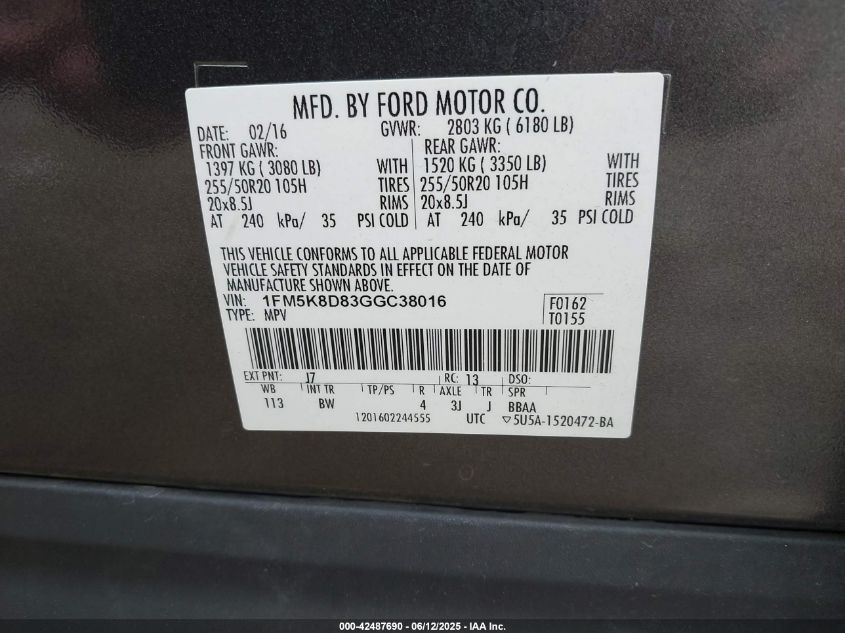 MFD. BY FORD MOTOR CO.
DATE: 02/16 GVWR: 2803 KG ( 6180 LB)
FRONT GAWR: REAR GAWR:
1397 KG ( 3080 LB) WITH 1520 KG ( 3350 LB) WITH
255/50R20 105H TIRES 255/50R20 105H TIRES
20x8.5J RIMS 20x8.5J RIMS
AT 240 kPa/ 35 PSI COLD AT 240 kPa/ 35 PSI COLD
THIS VEHICLE CONFORMS TO ALL APPLICABLE FEDERAL MOTOR
VEHICLE SAFETY STANDARDS IN EFFECT ON THE DATE OF
MANUFACTURE SHOWN ABOVE.
VIN: 1FM5K8D83GGC38016 F0162
TYPE: MPV T0155
EXT PNT: J7 RC: 13 DSO:
WB INT TR TP/PS R AXLE TR SPR
113 BW 4 3J J BBAA
1201602244555 UTC ▽5U5A-1520472-BA
000-42487690 - 06/12/2025 - IAA Inc.